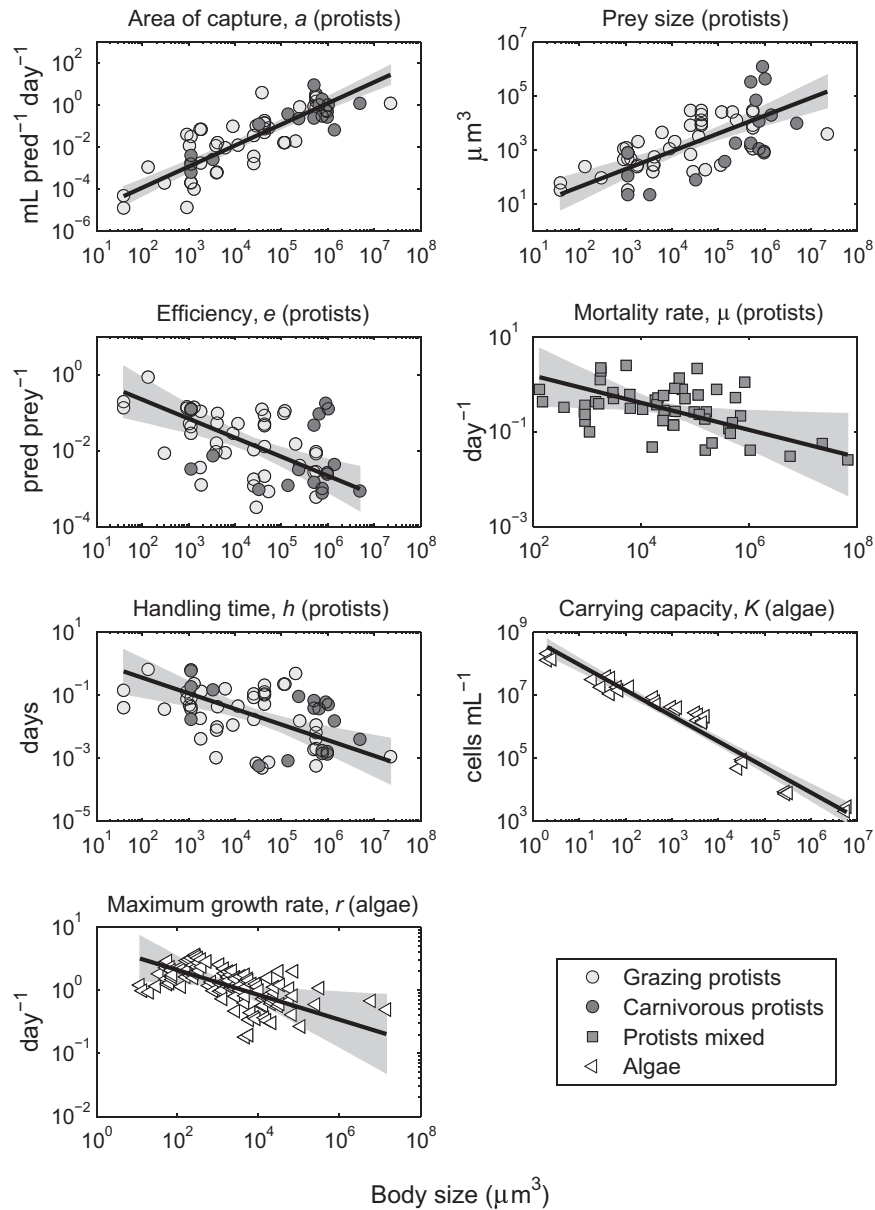 Area of capture, a (protists)
mL pred⁻¹ day⁻¹
10² 10⁰ 10⁻² 10⁻⁴ 10⁻⁶
10¹ 10² 10³ 10⁴ 10⁵ 10⁶ 10⁷ 10⁸
Prey size (protists)
μm³
10⁷ 10⁵ 10³ 10¹
10¹ 10² 10³ 10⁴ 10⁵ 10⁶ 10⁷ 10⁸
Efficiency, e (protists)
pred prey⁻¹
10⁰ 10⁻² 10⁻⁴
10¹ 10² 10³ 10⁴ 10⁵ 10⁶ 10⁷ 10⁸
Mortality rate, μ (protists)
day⁻¹
10¹ 10⁻¹ 10⁻³
10² 10⁴ 10⁶ 10⁸
Handling time, h (protists)
days
10¹ 10⁻¹ 10⁻³ 10⁻⁵
10¹ 10² 10³ 10⁴ 10⁵ 10⁶ 10⁷ 10⁸
Carrying capacity, K (algae)
cells mL⁻¹
10⁹ 10⁷ 10⁵ 10³
10⁰ 10¹ 10² 10³ 10⁴ 10⁵ 10⁶ 10⁷
Maximum growth rate, r (algae)
day⁻¹
10¹ 10⁰ 10⁻¹ 10⁻²
10⁰ 10² 10⁴ 10⁶ 10⁸
Grazing protists
Carnivorous protists
Protists mixed
Algae
Body size (μm³)